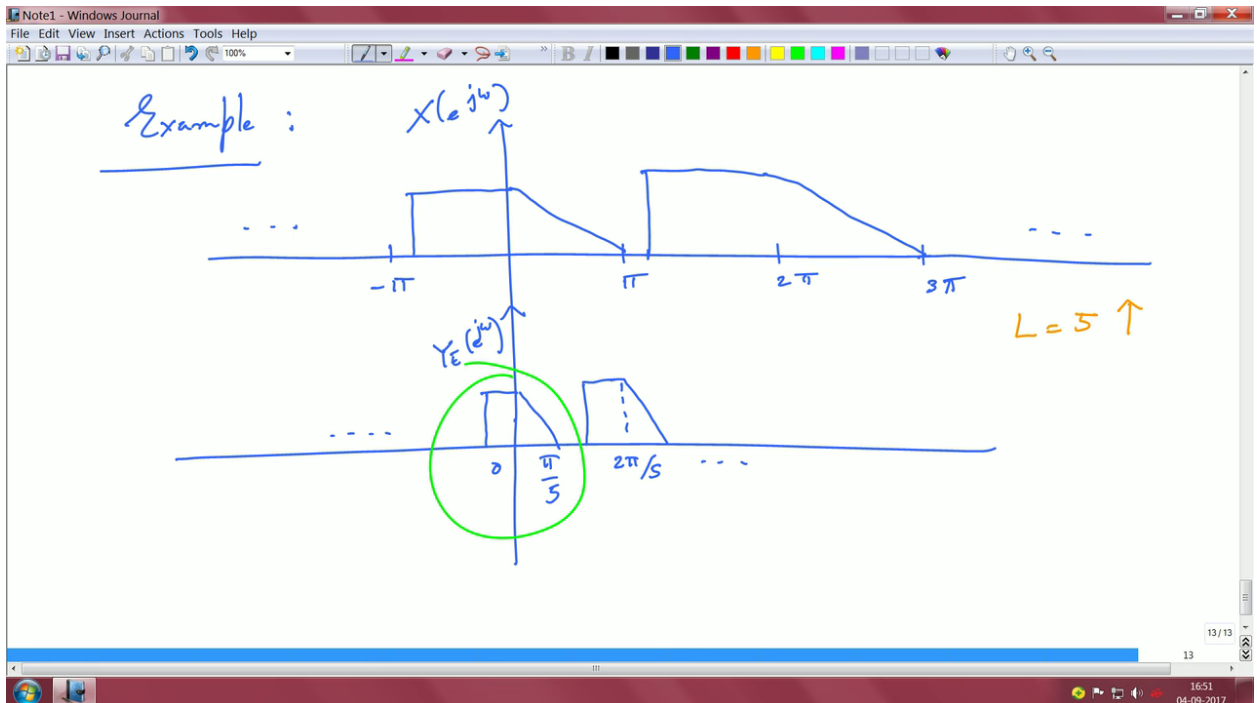 Note1 - Windows Journal
File Edit View Insert Actions Tools Help
100%
B I
Example :
X(e^{jω})
. . .
. . .
-π π 2π 3π
L = 5 ↑
Y_E(e^{jω})
. . . .
0 π/5 2π/5 . . .
13/13
13
16:51
04-09-2017